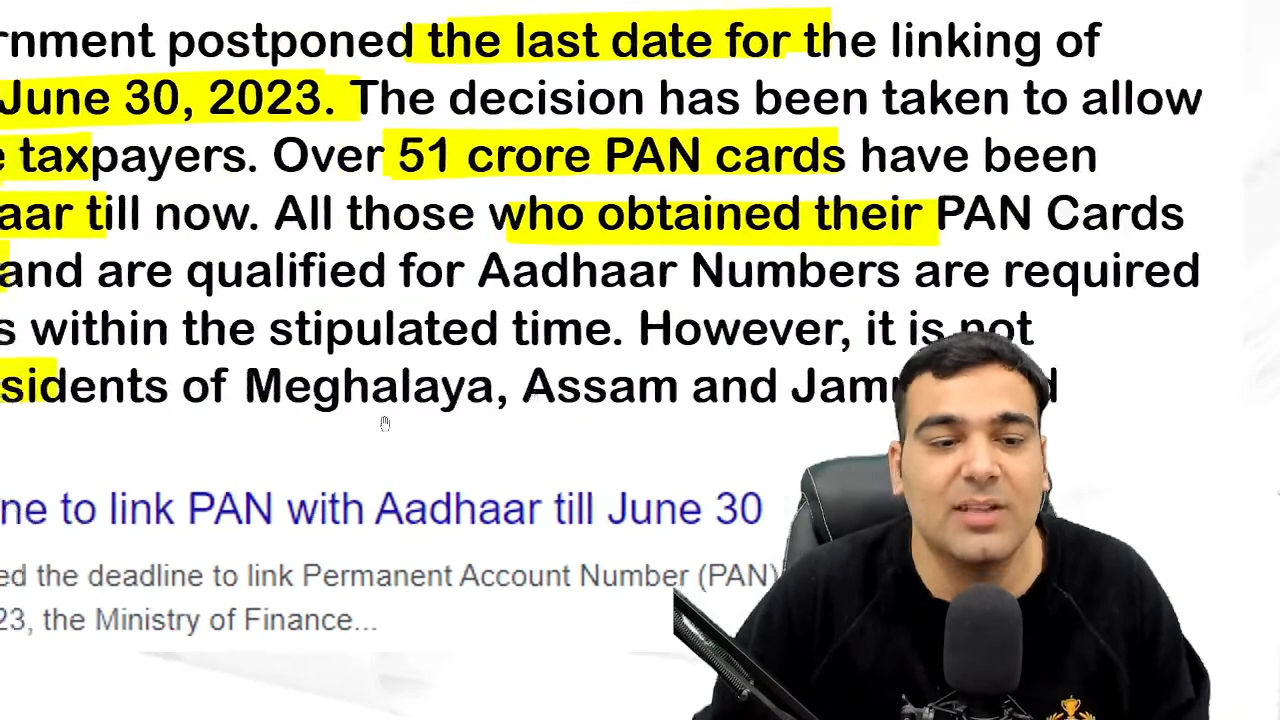 rnment postponed the last date for the linking of
June 30, 2023. The decision has been taken to allow
e taxpayers. Over 51 crore PAN cards have been
aar till now. All those who obtained their PAN Cards
and are qualified for Aadhaar Numbers are required
s within the stipulated time. However, it is not
sidents of Meghalaya, Assam and Jam
ne to link PAN with Aadhaar till June 30
ed the deadline to link Permanent Account Number (PAN)
23, the Ministry of Finance...